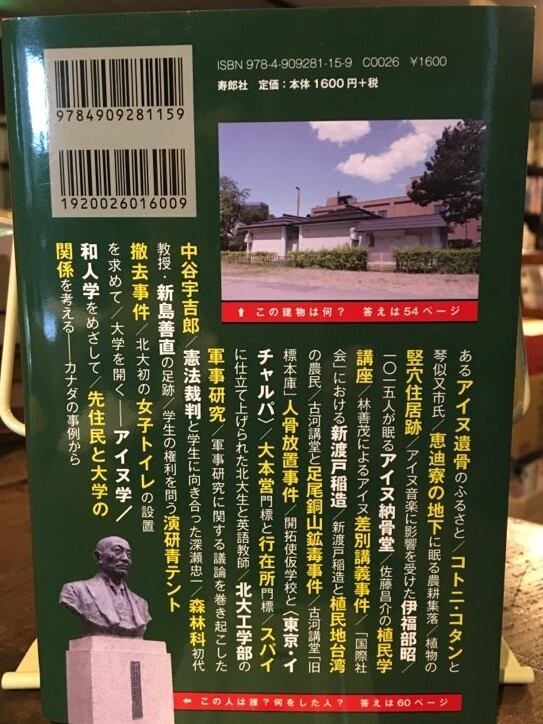 ISBN 978-4-909281-15-9 C0026 ¥1600
寿郎社 定価：本体1600円+税
9784909281159
1920026016009
⬆ この建物は何？ 答えは54ページ
あるアイヌ遺骨のふるさと／コトニ・コタンと
琴似又市氏／恵迪寮の地下に眠る農耕集落／植物の
竪穴住居跡／アイヌ音楽に影響を受けた伊福部昭／
一〇一五人が眠るアイヌ納骨堂／佐藤昌介の植民学
講座／林善茂によるアイヌ差別講義事件／「国際社
会」における新渡戸稲造／新渡戸稲造と植民地台湾
の農民／古河講堂と足尾銅山鉱毒事件／古河講堂「旧
標本庫」人骨放置事件／開拓使仮学校と〈東京・イ
チャルパ〉／大本堂門標と行在所門標／スパイ
に仕立て上げられた北大生と英語教師／北大工学部の
軍事研究／軍事研究に関する議論を巻き起こした
中谷宇吉郎／憲法裁判と学生に向き合った深瀬忠一／森林科初代
教授・新島善直の足跡／学生の権利を問う演研青テント
撤去事件／北大初の女子トイレの設置
を求めて／大学を開く――アイヌ学／
和人学をめざして／先住民と大学の
関係を考える――カナダの事例から
⬅ この人は誰？何をした人？ 答えは60ページ